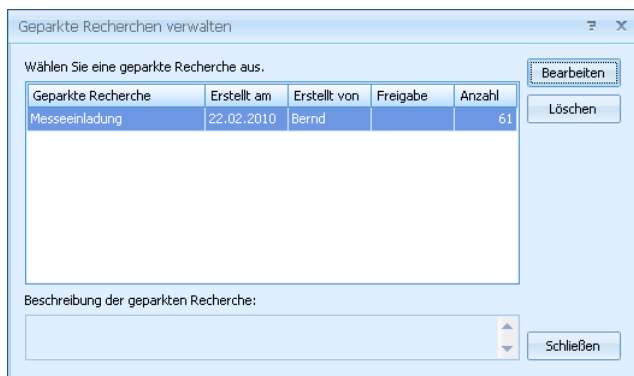 Geparkte Recherchen verwalten
Wählen Sie eine geparkte Recherche aus.
Bearbeiten
Geparkte Recherche Erstellt am Erstellt von Freigabe Anzahl
Löschen
Messeeinladung 22.02.2010 Bernd 61
Beschreibung der geparkten Recherche:
Schließen